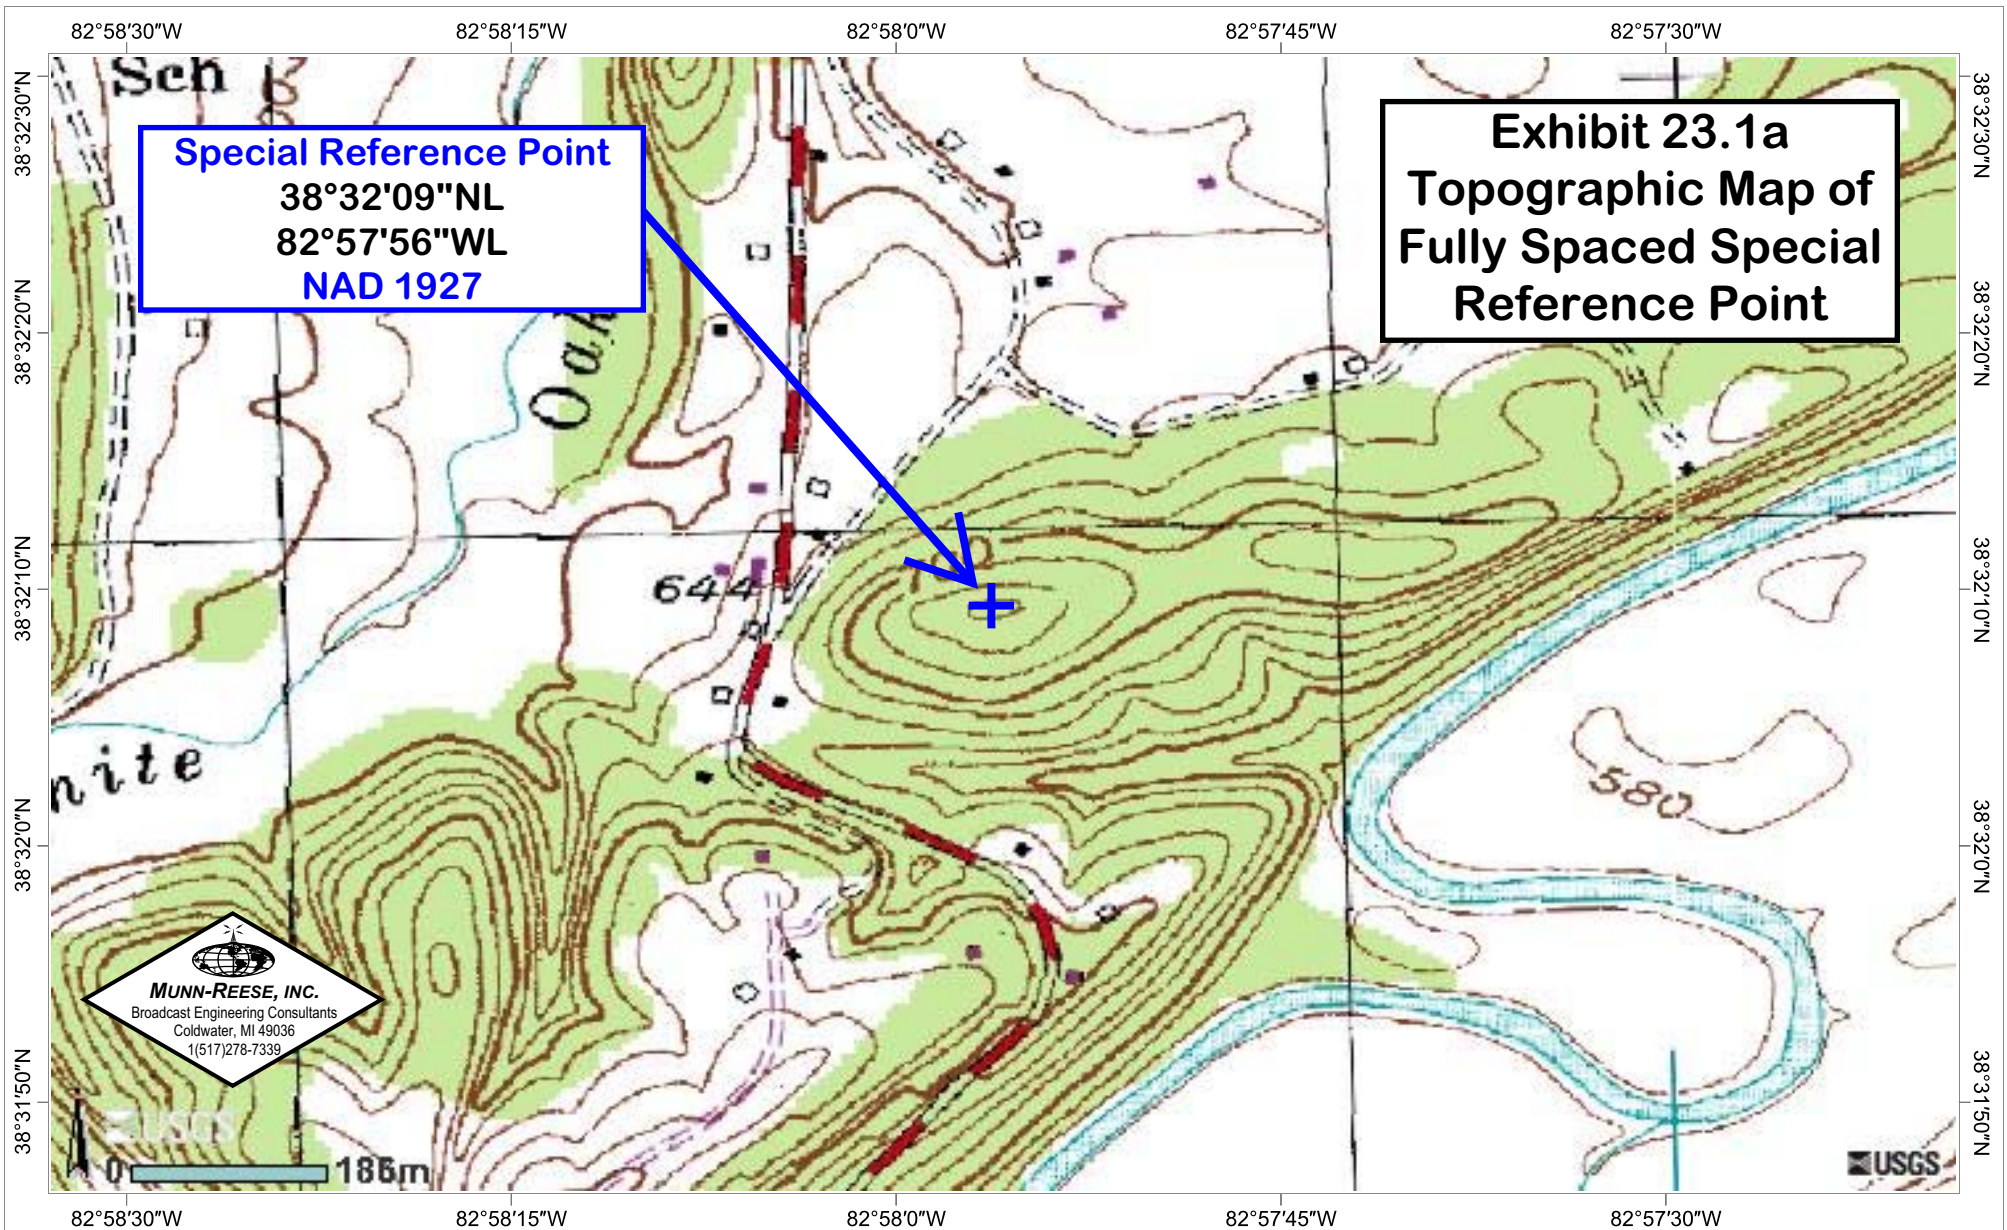 82°58'30"W 82°58'15"W 82°58'0"W 82°57'45"W 82°57'30"W
Sch
38°32'30"N
38°32'30"N
Special Reference Point
38°32'09"NL
82°57'56"WL
NAD 1927
Exhibit 23.1a
Topographic Map of
Fully Spaced Special
Reference Point
38°32'20"N
38°32'20"N
Oak
38°32'10"N
38°32'10"N
644
nite
580
38°32'0"N
38°32'0"N
MUNN-REESE, INC.
Broadcast Engineering Consultants
Coldwater, MI 49036
1(517)278-7339
38°31'50"N
38°31'50"N
USGS
0 186m
USGS
82°58'30"W 82°58'15"W 82°58'0"W 82°57'45"W 82°57'30"W